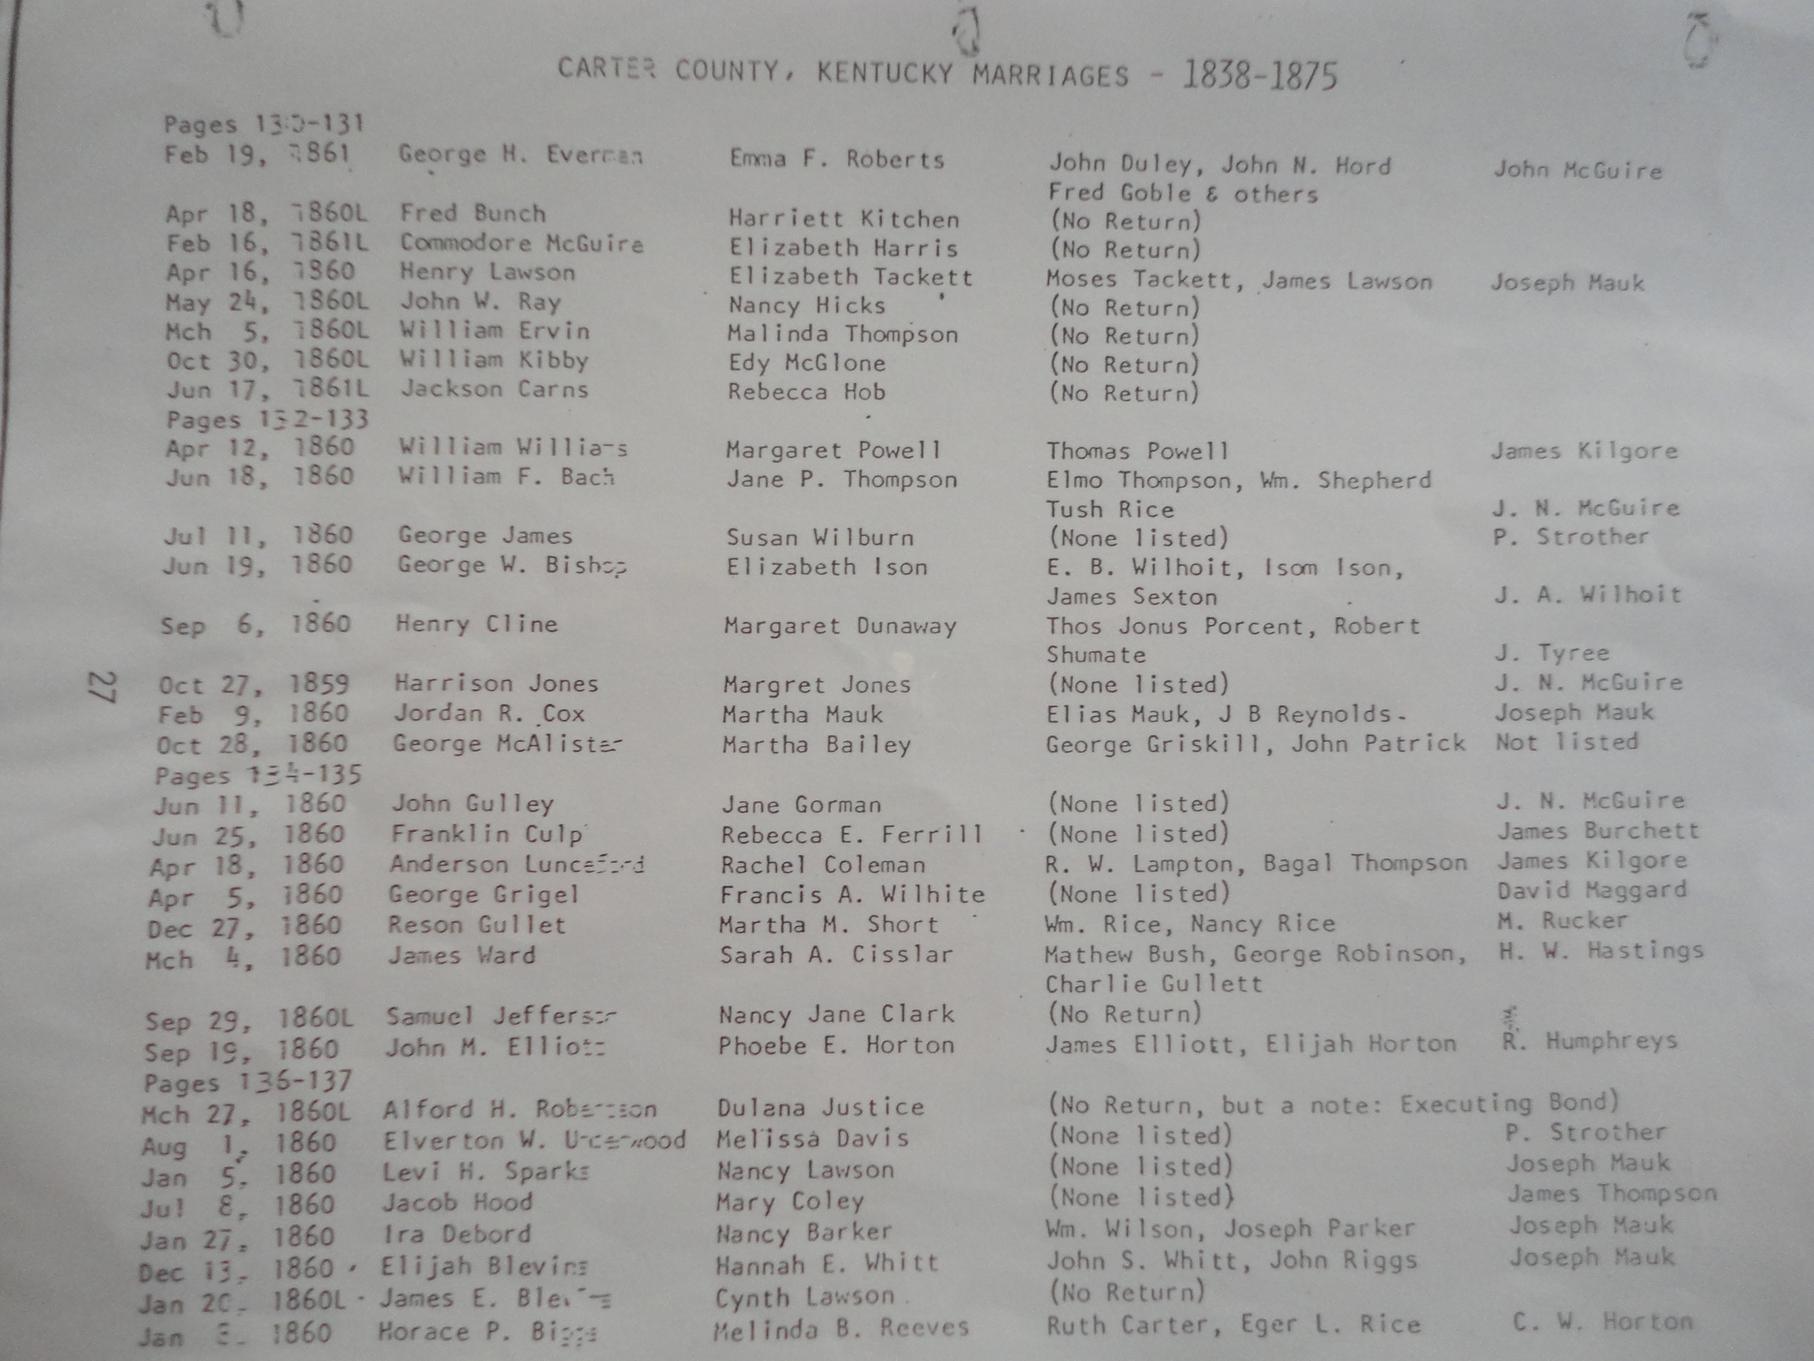 CARTER COUNTY, KENTUCKY MARRIAGES - 1838-1875
Pages 130-131
Feb 19, 1861 George H. Everman Emma F. Roberts John Duley, John N. Hord John McGuire
Fred Goble & others
Apr 18, 1860L Fred Bunch Harriett Kitchen (No Return)
Feb 16, 1861L Commodore McGuire Elizabeth Harris (No Return)
Apr 16, 1860 Henry Lawson Elizabeth Tackett Moses Tackett, James Lawson Joseph Mauk
May 24, 1860L John W. Ray Nancy Hicks (No Return)
Mch 5, 1860L William Ervin Malinda Thompson (No Return)
Oct 30, 1860L William Kibby Edy McGlone (No Return)
Jun 17, 1861L Jackson Carns Rebecca Hob (No Return)
Pages 132-133
Apr 12, 1860 William Williams Margaret Powell Thomas Powell James Kilgore
Jun 18, 1860 William F. Bach Jane P. Thompson Elmo Thompson, Wm. Shepherd
Tush Rice J. N. McGuire
Jul 11, 1860 George James Susan Wilburn (None listed) P. Strother
Jun 19, 1860 George W. Bishop Elizabeth Ison E. B. Wilhoit, Isom Ison,
James Sexton J. A. Wilhoit
Sep 6, 1860 Henry Cline Margaret Dunaway Thos Jonus Porcent, Robert
Shumate J. Tyree
27
Oct 27, 1859 Harrison Jones Margret Jones (None listed) J. N. McGuire
Feb 9, 1860 Jordan R. Cox Martha Mauk Elias Mauk, J B Reynolds- Joseph Mauk
Oct 28, 1860 George McAlister Martha Bailey George Griskill, John Patrick Not listed
Pages 134-135
Jun 11, 1860 John Gulley Jane Gorman (None listed) J. N. McGuire
Jun 25, 1860 Franklin Culp Rebecca E. Ferrill (None listed) James Burchett
Apr 18, 1860 Anderson Lunceford Rachel Coleman R. W. Lampton, Bagal Thompson James Kilgore
Apr 5, 1860 George Grigel Francis A. Wilhite (None listed) David Maggard
Dec 27, 1860 Reson Gullet Martha M. Short Wm. Rice, Nancy Rice M. Rucker
Mch 4, 1860 James Ward Sarah A. Cisslar Mathew Bush, George Robinson, H. W. Hastings
Charlie Gullett
Sep 29, 1860L Samuel Jefferson Nancy Jane Clark (No Return)
Sep 19, 1860 John M. Elliott Phoebe E. Horton James Elliott, Elijah Horton R. Humphreys
Pages 136-137
Mch 27, 1860L Alford H. Robertson Dulana Justice (No Return, but a note: Executing Bond)
Aug 1, 1860 Elverton W. Underwood Melissa Davis (None listed) P. Strother
Jan 5, 1860 Levi H. Sparks Nancy Lawson (None listed) Joseph Mauk
Jul 8, 1860 Jacob Hood Mary Coley (None listed) James Thompson
Jan 27, 1860 Ira Debord Nancy Barker Wm. Wilson, Joseph Parker Joseph Mauk
Dec 13, 1860 Elijah Blevins Hannah E. Whitt John S. Whitt, John Riggs Joseph Mauk
Jan 20, 1860L James E. Blevins Cynth Lawson (No Return)
Jan 1860 Horace P. Biggs Melinda B. Reeves Ruth Carter, Eger L. Rice C. W. Horton